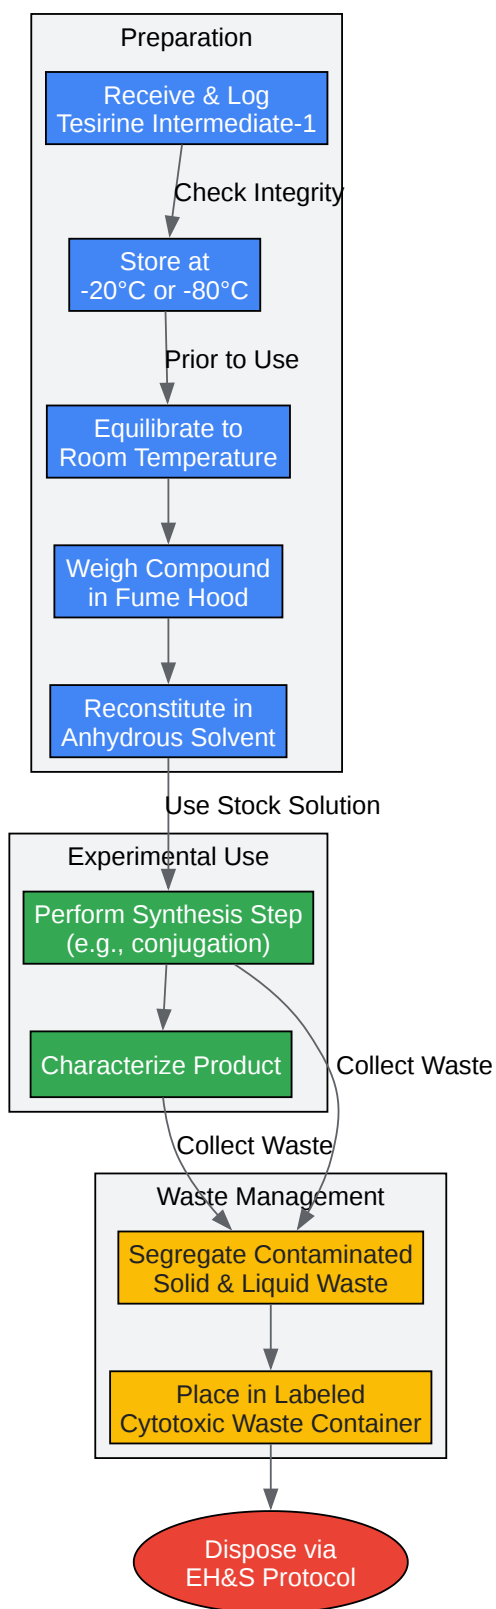 Preparation
Receive & Log
Tesirine Intermediate-1
Check Integrity
Store at
-20°C or -80°C
Prior to Use
Equilibrate to
Room Temperature
Weigh Compound
in Fume Hood
Reconstitute in
Anhydrous Solvent
Use Stock Solution
Experimental Use
Perform Synthesis Step
(e.g., conjugation)
Characterize Product
Collect Waste
Collect Waste
Waste Management
Segregate Contaminated
Solid & Liquid Waste
Place in Labeled
Cytotoxic Waste Container
Dispose via
EH&S Protocol